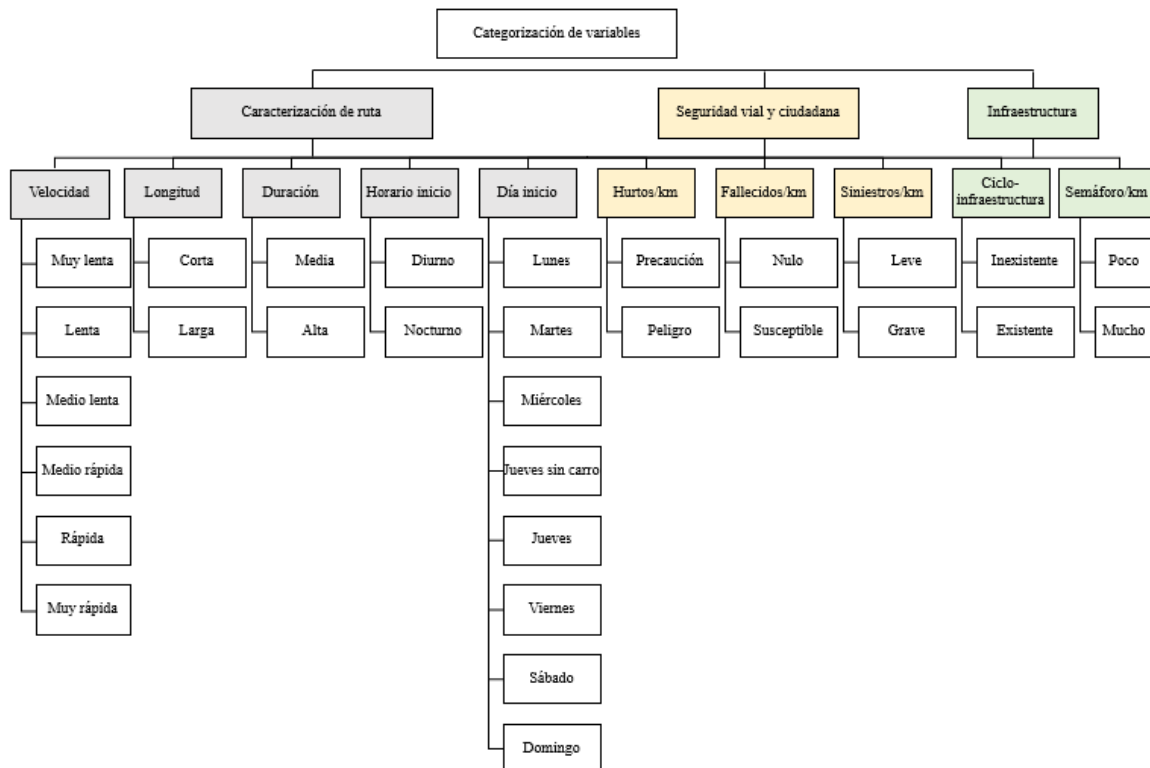 Categorización de variables
Caracterización de ruta
Seguridad vial y ciudadana
Infraestructura
Velocidad
Longitud
Duración
Horario inicio
Día inicio
Hurtos/km
Fallecidos/km
Siniestros/km
Ciclo-
infraestructura
Semáforo/km
Muy lenta
Corta
Media
Diurno
Lunes
Precaución
Nulo
Leve
Inexistente
Poco
Lenta
Larga
Alta
Nocturno
Martes
Peligro
Susceptible
Grave
Existente
Mucho
Medio lenta
Miércoles
Medio rápida
Jueves sin carro
Rápida
Jueves
Muy rápida
Viernes
Sábado
Domingo